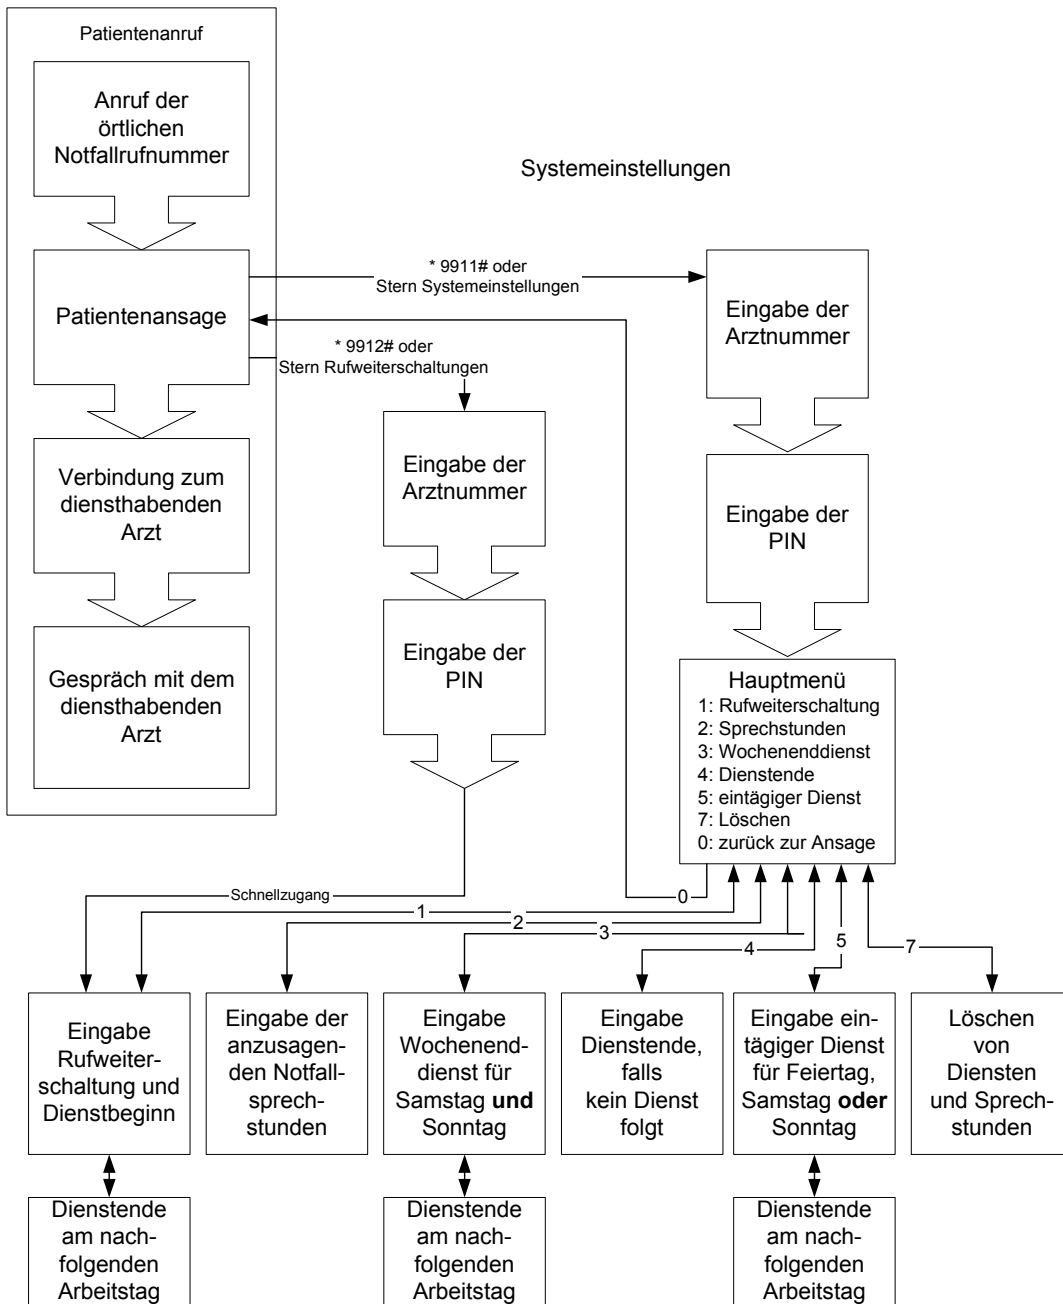 Patientenanruf
Anruf der
örtlichen
Notfallrufnummer
Systemeinstellungen
Patientenansage
* 9911# oder
Stern Systemeinstellungen
Eingabe der
Arztnummer
* 9912# oder
Stern Rufweiterschaltungen
Verbindung zum
diensthabenden
Arzt
Eingabe der
Arztnummer
Eingabe der
PIN
Gespräch mit dem
diensthabenden
Arzt
Eingabe der
PIN
Hauptmenü
1: Rufweiterschaltung
2: Sprechstunden
3: Wochenenddienst
4: Dienstende
5: eintägiger Dienst
7: Löschen
0: zurück zur Ansage
Schnellzugang
0
1
2
3
4
5
7
Eingabe
Rufweiter-
schaltung und
Dienstbeginn
Eingabe der
anzusagen-
den Notfall-
sprech-
stunden
Eingabe
Wochenend-
dienst für
Samstag und
Sonntag
Eingabe
Dienstende,
falls
kein Dienst
folgt
Eingabe ein-
tägiger Dienst
für Feiertag,
Samstag oder
Sonntag
Löschen
von
Diensten
und Sprech-
stunden
Dienstende
am nach-
folgenden
Arbeitstag
Dienstende
am nach-
folgenden
Arbeitstag
Dienstende
am nach-
folgenden
Arbeitstag